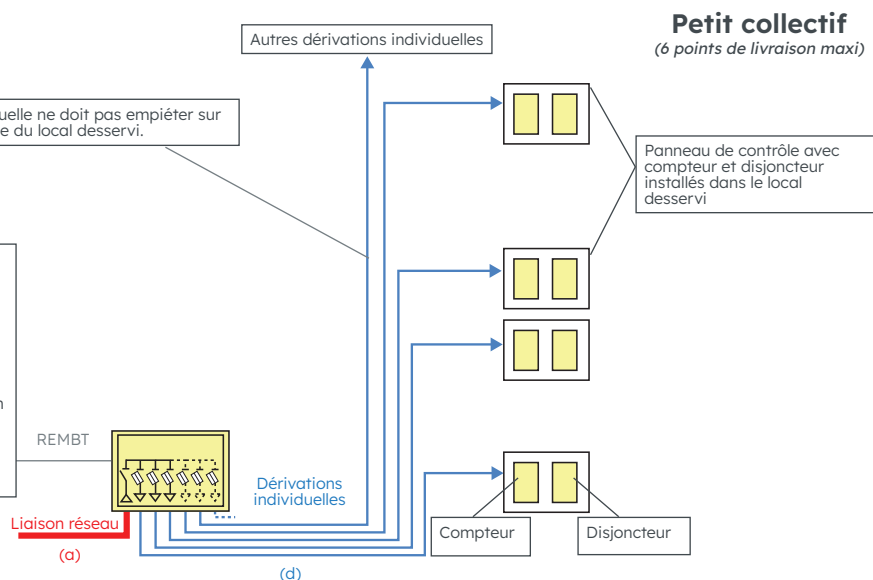 Petit collectif
(6 points de livraison maxi)
Autres dérivations individuelles
uelle ne doit pas empiéter sur
e du local desservi.
Panneau de contrôle avec
compteur et disjoncteur
installés dans le local
desservi
n
REMBT
Dérivations
individuelles
Liaison réseau
(a)
Compteur
Disjoncteur
(d)